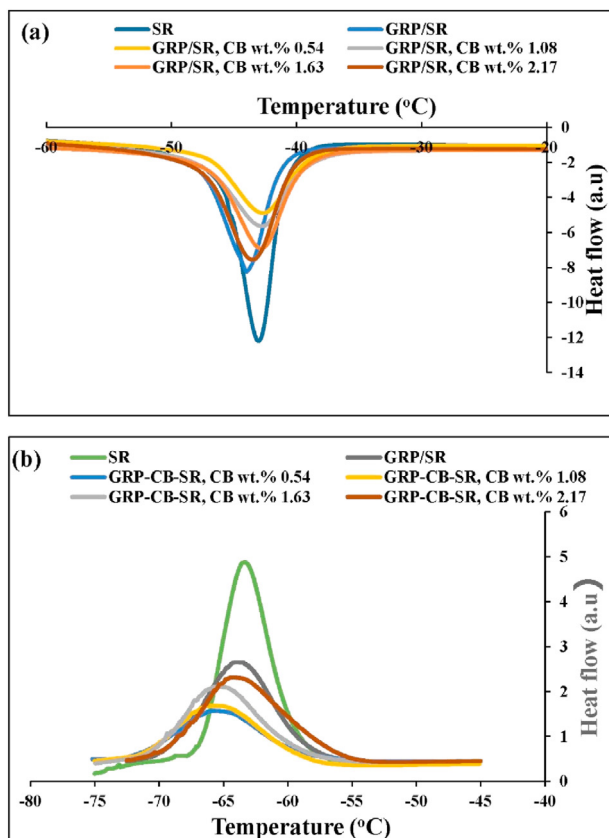 (a)
SR
GRP/SR
GRP/SR, CB wt.% 0.54
GRP/SR, CB wt.% 1.08
GRP/SR, CB wt.% 1.63
GRP/SR, CB wt.% 2.17
Temperature (°C)
-60 -50 -40 -30 -20
0
-2
-4
-6
-8
-10
-12
-14
Heat flow (a.u)
(b)
SR
GRP/SR
GRP-CB-SR, CB wt.% 0.54
GRP-CB-SR, CB wt.% 1.08
GRP-CB-SR, CB wt.% 1.63
GRP-CB-SR, CB wt.% 2.17
6
5
4
3
2
1
0
Heat flow (a.u)
-80 -75 -70 -65 -60 -55 -50 -45 -40
Temperature (°C)